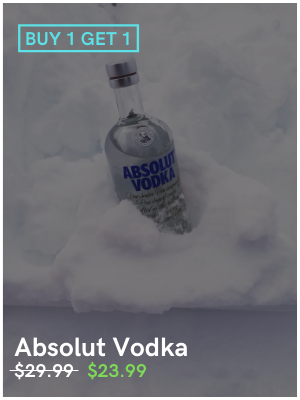 BUY 1 GET 1
ABSOLUT
VODKA
Absolut Vodka
$29.99 $23.99